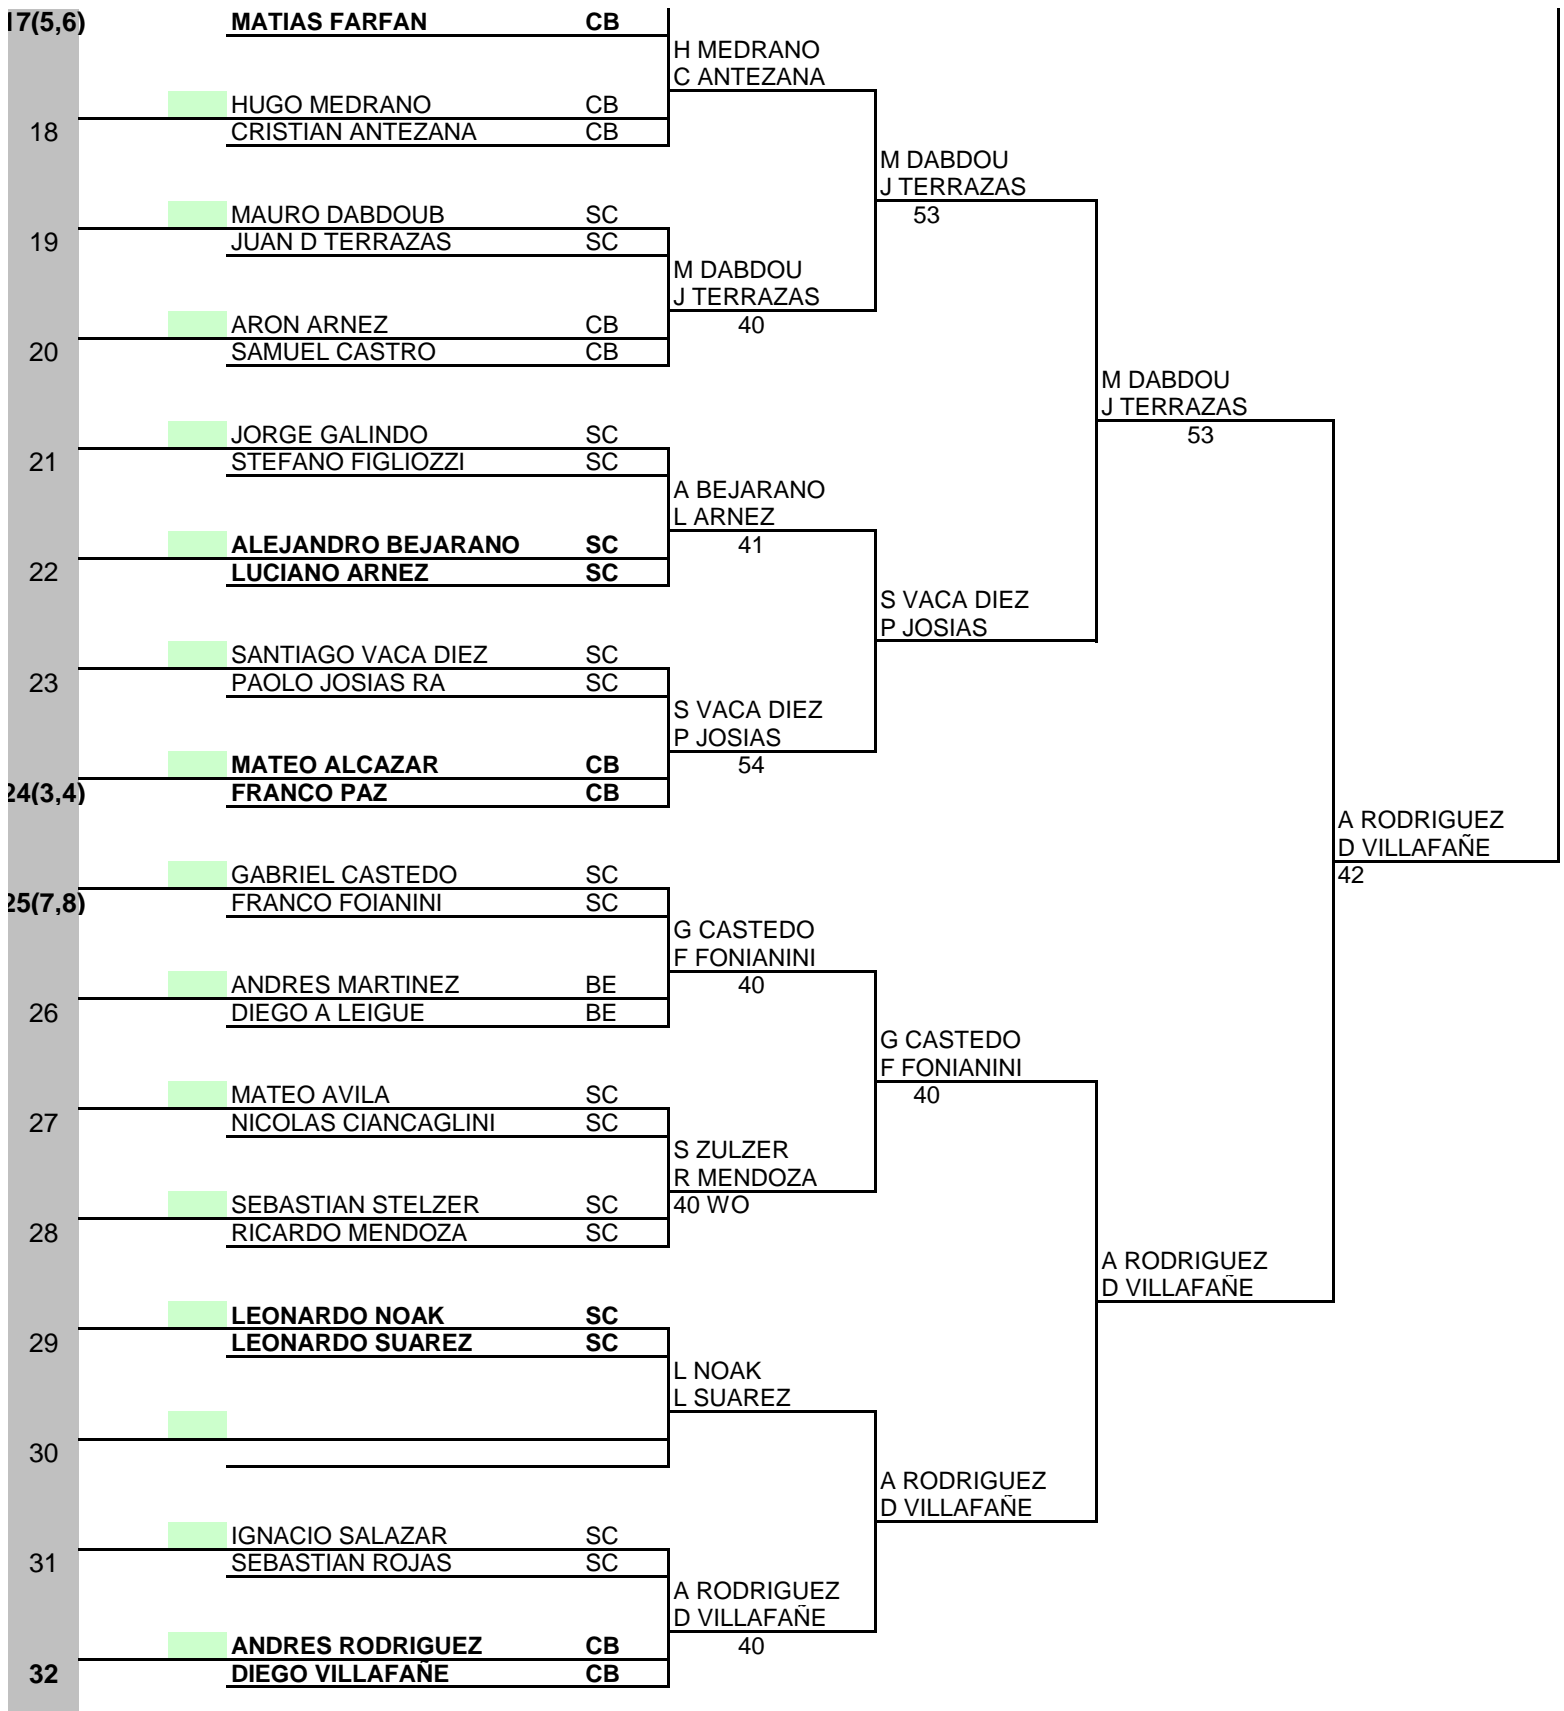 17(5,6) MATIAS FARFAN CB
H MEDRANO
C ANTEZANA
HUGO MEDRANO CB
18 CRISTIAN ANTEZANA CB
M DABDOU
J TERRAZAS
53
MAURO DABDOUB SC
19 JUAN D TERRAZAS SC
M DABDOU
J TERRAZAS
40
ARON ARNEZ CB
20 SAMUEL CASTRO CB
M DABDOU
J TERRAZAS
53
JORGE GALINDO SC
21 STEFANO FIGLIOZZI SC
A BEJARANO
L ARNEZ
41
ALEJANDRO BEJARANO SC
22 LUCIANO ARNEZ SC
S VACA DIEZ
P JOSIAS
SANTIAGO VACA DIEZ SC
23 PAOLO JOSIAS RA SC
S VACA DIEZ
P JOSIAS
54
MATEO ALCAZAR CB
24(3,4) FRANCO PAZ CB
A RODRIGUEZ
D VILLAFAÑE
42
GABRIEL CASTEDO SC
25(7,8) FRANCO FOIANINI SC
G CASTEDO
F FONIANINI
40
ANDRES MARTINEZ BE
26 DIEGO A LEIGUE BE
G CASTEDO
F FONIANINI
40
MATEO AVILA SC
27 NICOLAS CIANCAGLINI SC
S ZULZER
R MENDOZA
40 WO
SEBASTIAN STELZER SC
28 RICARDO MENDOZA SC
A RODRIGUEZ
D VILLAFAÑE
LEONARDO NOAK SC
29 LEONARDO SUAREZ SC
L NOAK
L SUAREZ
30
A RODRIGUEZ
D VILLAFAÑE
IGNACIO SALAZAR SC
31 SEBASTIAN ROJAS SC
A RODRIGUEZ
D VILLAFAÑE
40
ANDRES RODRIGUEZ CB
32 DIEGO VILLAFAÑE CB